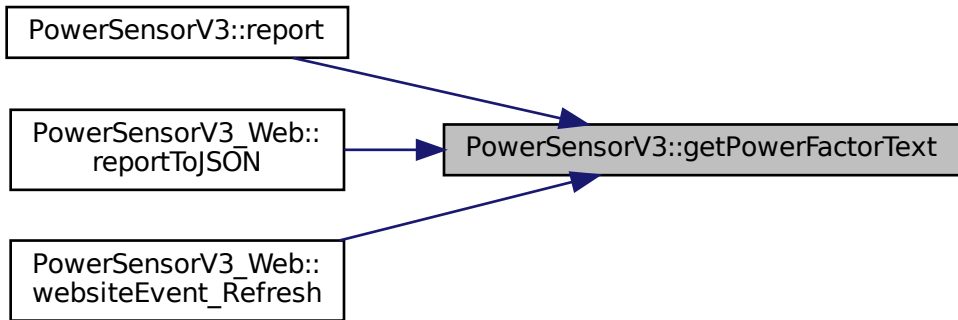 PowerSensorV3::report
PowerSensorV3_Web::
reportToJSON
PowerSensorV3::getPowerFactorText
PowerSensorV3_Web::
websiteEvent_Refresh